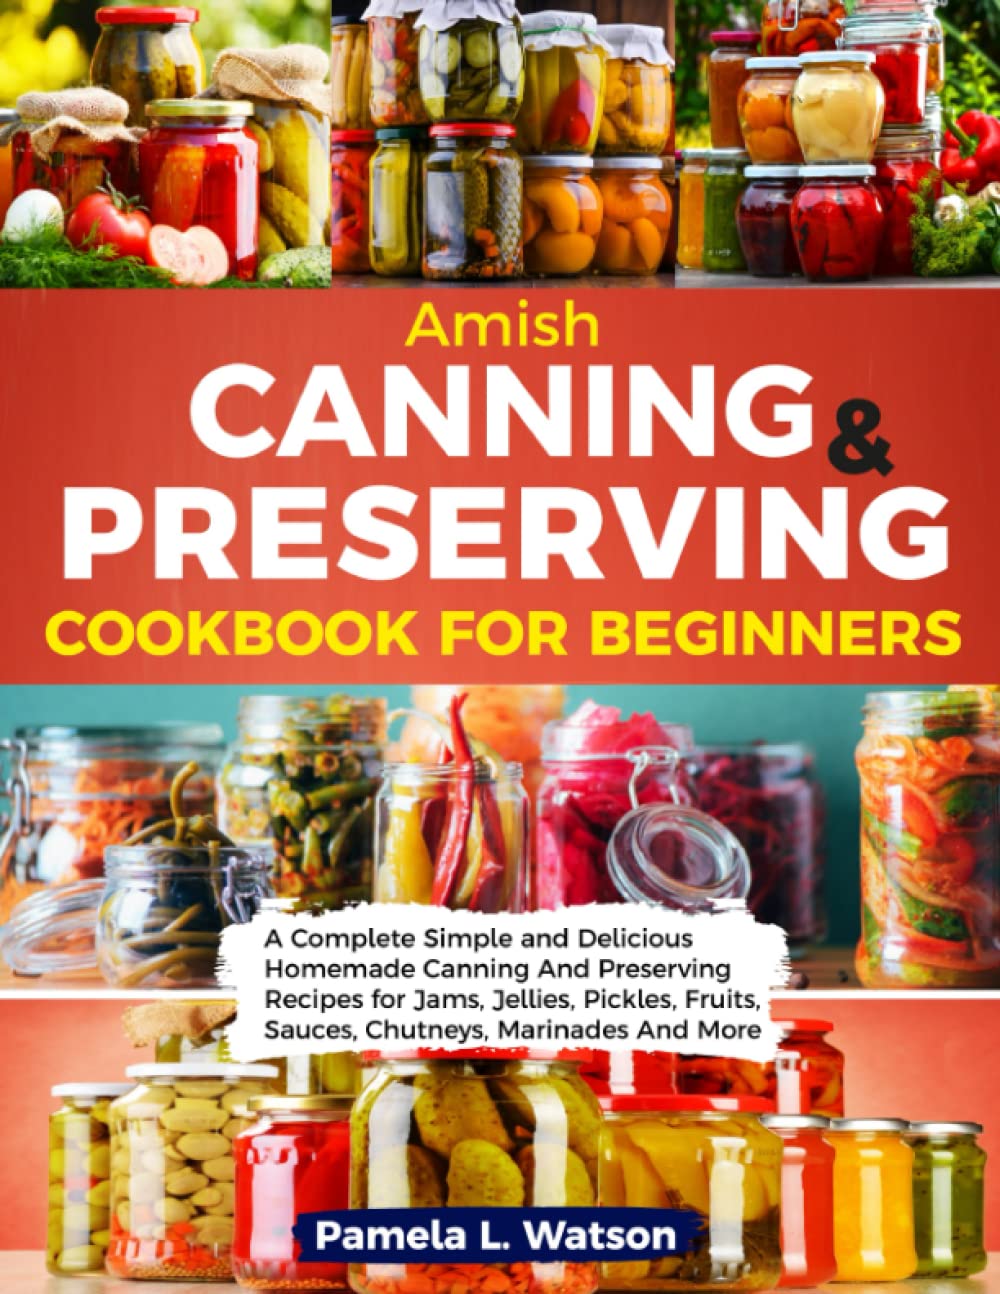 Amish
CANNING &
PRESERVING
COOKBOOK FOR BEGINNERS
A Complete Simple and Delicious
Homemade Canning And Preserving
Recipes for Jams, Jellies, Pickles, Fruits,
Sauces, Chutneys, Marinades And More
Pamela L. Watson